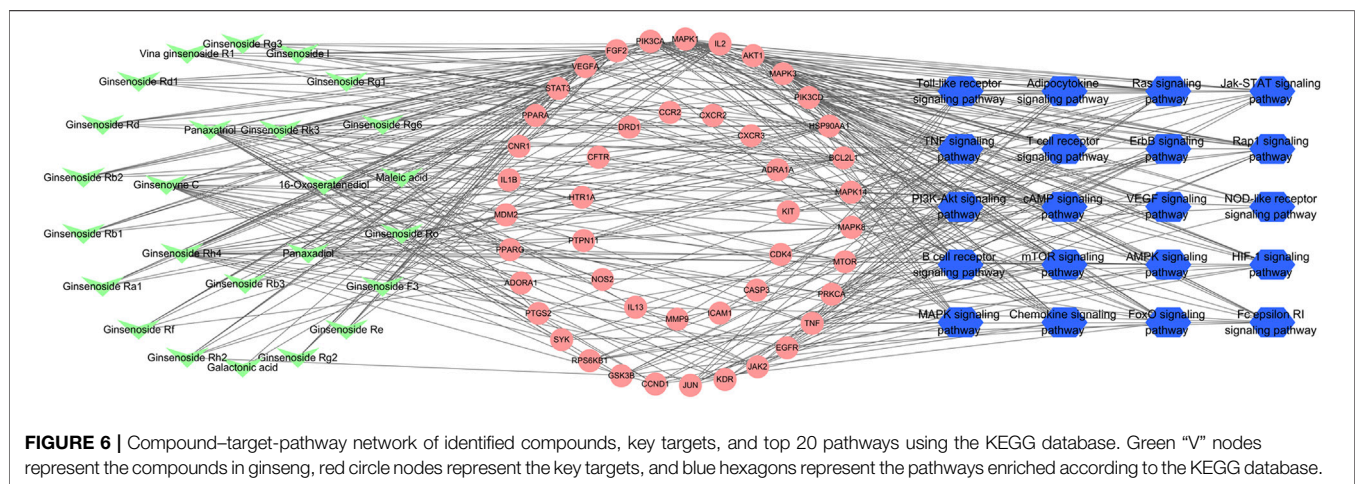 Ginsenoside Rg3
Vina ginsenoside R1
Ginsenoside I
Ginsenoside Rd1
Ginsenoside Rg1
Ginsenoside Rd
Panaxatriol
Ginsenoside Rk3
Ginsenoside Rg6
Ginsenoside Rb2
Ginsenoyne C
16-Oxoseratenediol
Maleic acid
Ginsenoside Rb1
Ginsenoside Ro
Ginsenoside Rh4
Panaxadiol
Ginsenoside Ra1
Ginsenoside Rb3
Ginsenoside F3
Ginsenoside Rf
Ginsenoside Re
Ginsenoside Rh2
Ginsenoside Rg2
Galactonic acid
PIK3CA
MAPK1
IL2
FGF2
AKT1
VEGFA
MAPK3
STAT3
PIK3CD
PPARA
CCR2
CXCR2
HSP90AA1
DRD1
CXCR3
CNR1
CFTR
ADRA1A
BCL2L1
IL1B
HTR1A
MAPK14
MDM2
KIT
MAPK8
PPARG
PTPN11
CDK4
MTOR
ADORA1
NOS2
CASP3
PRKCA
PTGS2
IL13
MMP9
ICAM1
TNF
SYK
EGFR
RPS6KB1
JAK2
GSK3B
CCND1
JUN
KDR
Toll-like receptor
signaling pathway
Adipocytokine
signaling pathway
Ras signaling
pathway
Jak-STAT signaling
pathway
TNF signaling
pathway
T cell receptor
signaling pathway
ErbB signaling
pathway
Rap1 signaling
pathway
PI3K-Akt signaling
pathway
cAMP signaling
pathway
VEGF signaling
pathway
NOD-like receptor
signaling pathway
B cell receptor
signaling pathway
mTOR signaling
pathway
AMPK signaling
pathway
HIF-1 signaling
pathway
MAPK signaling
pathway
Chemokine signaling
pathway
FoxO signaling
pathway
Fc epsilon RI
signaling pathway
FIGURE 6 | Compound–target-pathway network of identified compounds, key targets, and top 20 pathways using the KEGG database. Green “V” nodes
represent the compounds in ginseng, red circle nodes represent the key targets, and blue hexagons represent the pathways enriched according to the KEGG database.